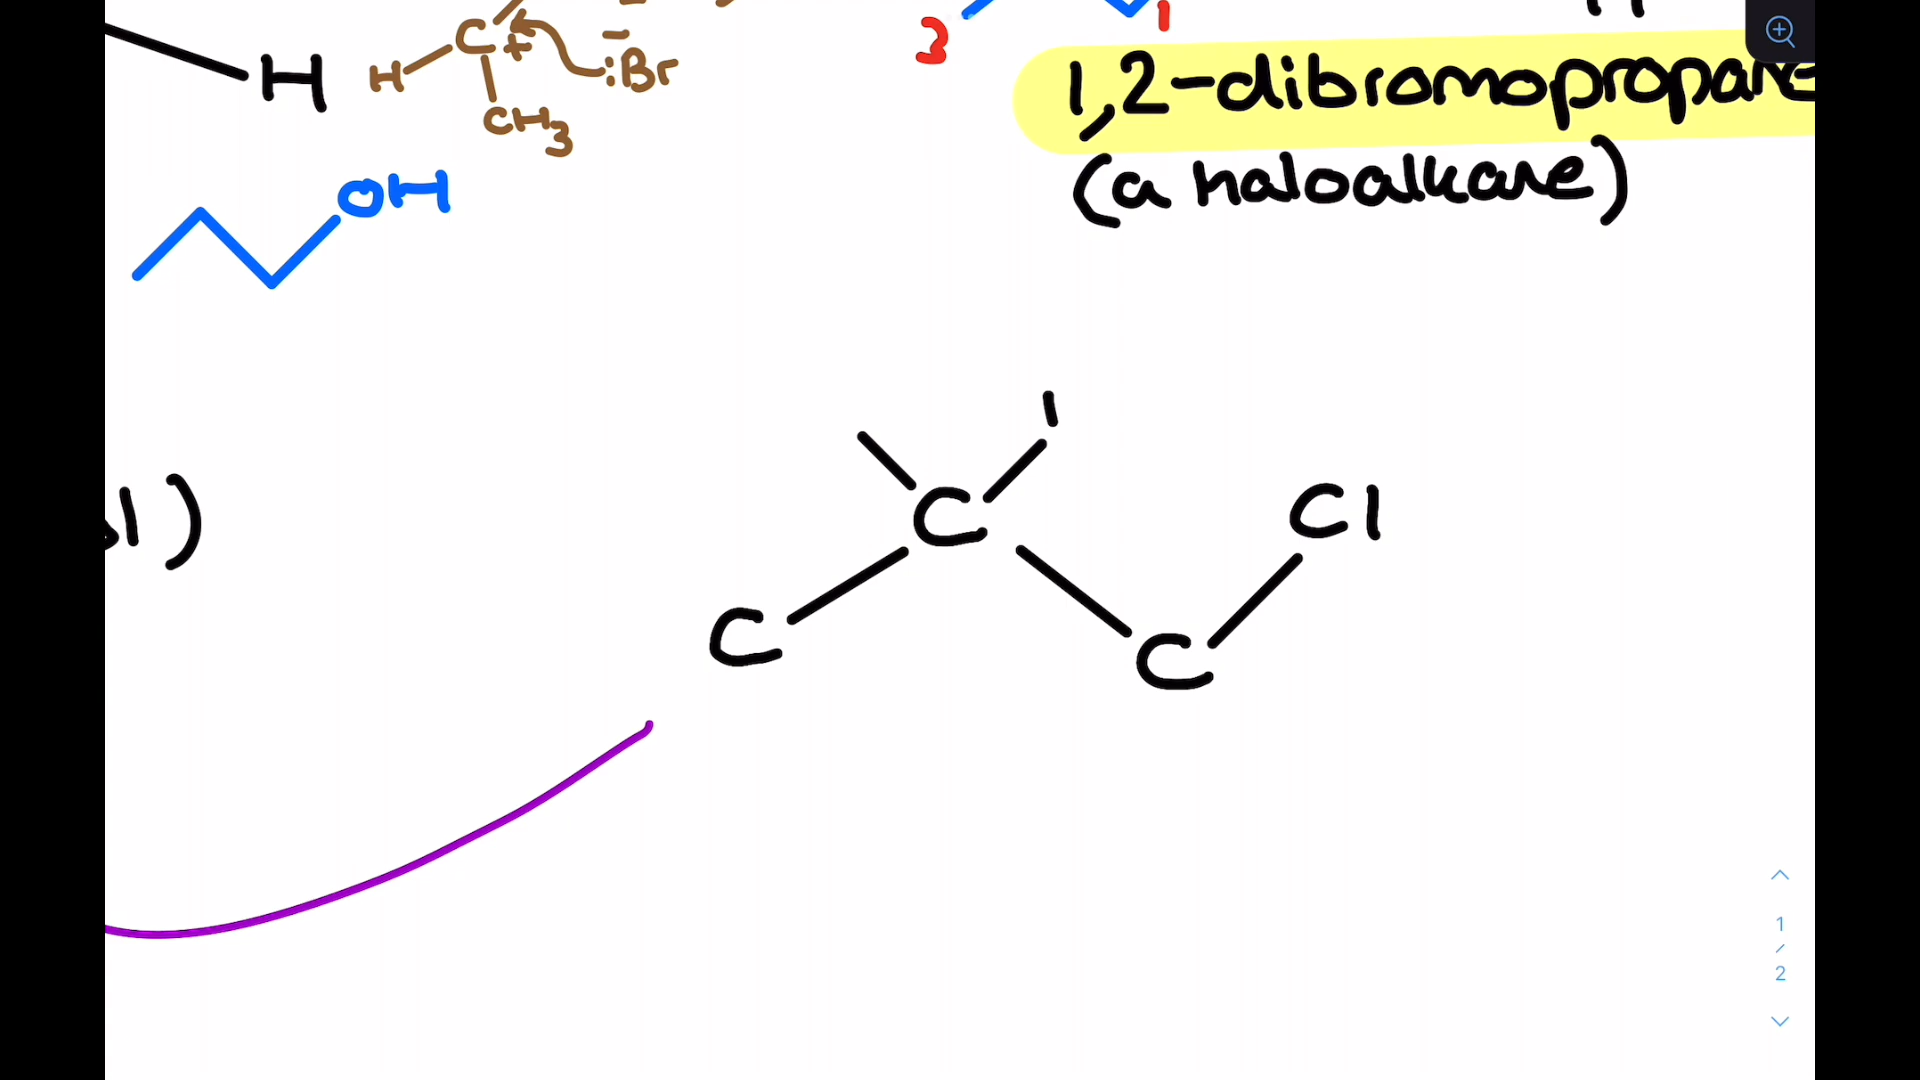 3
1
C +
H
:Br
CH3
H
1,2-dibromopropane
(a haloalkane)
OH
l)
C
Cl
C
C
1
/
2